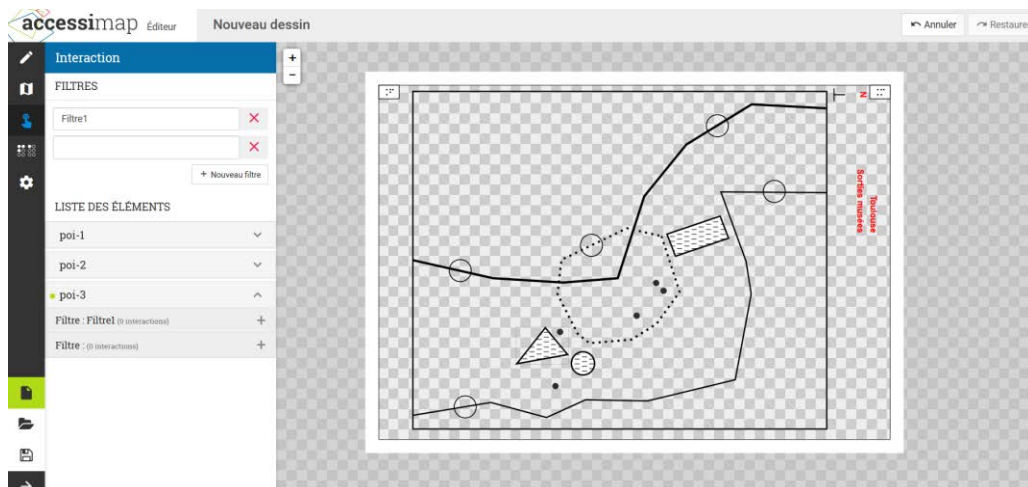 accessimap Éditeur
Nouveau dessin
Annuler
Restaure
Interaction
FILTRES
Filtre1
+ Nouveau filtre
LISTE DES ÉLÉMENTS
poi-1
poi-2
poi-3
Filtre : Filtre1 (0 interactions)
Filtre : (0 interactions)
+
−
N
Toulouse
Sorties musées